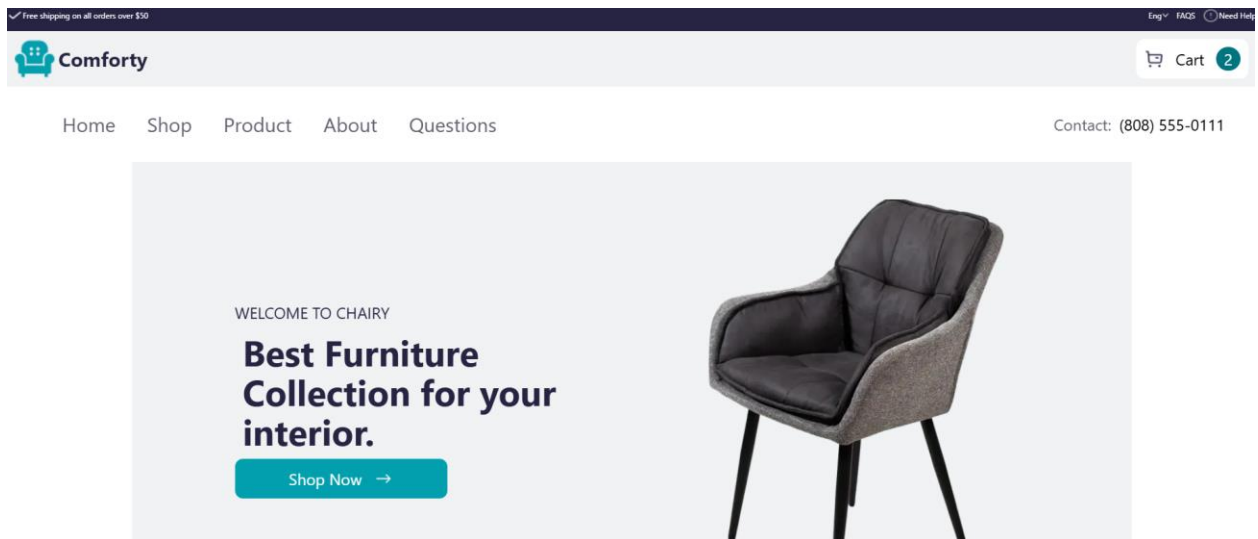 Free shipping on all orders over $50
Eng FAQS Need Help
Comforty
Cart 2
Home Shop Product About Questions
Contact: (808) 555-0111
WELCOME TO CHAIRY
Best Furniture
Collection for your
interior.
Shop Now →